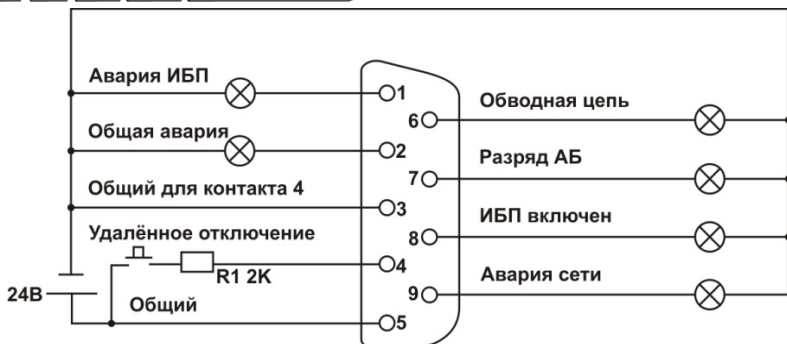 Авария ИБП
1
Обводная цепь
6
Общая авария
2
Разряд АБ
7
Общий для контакта 4
3
ИБП включен
8
Удалённое отключение
4
R1 2K
Авария сети
9
24В
Общий
5